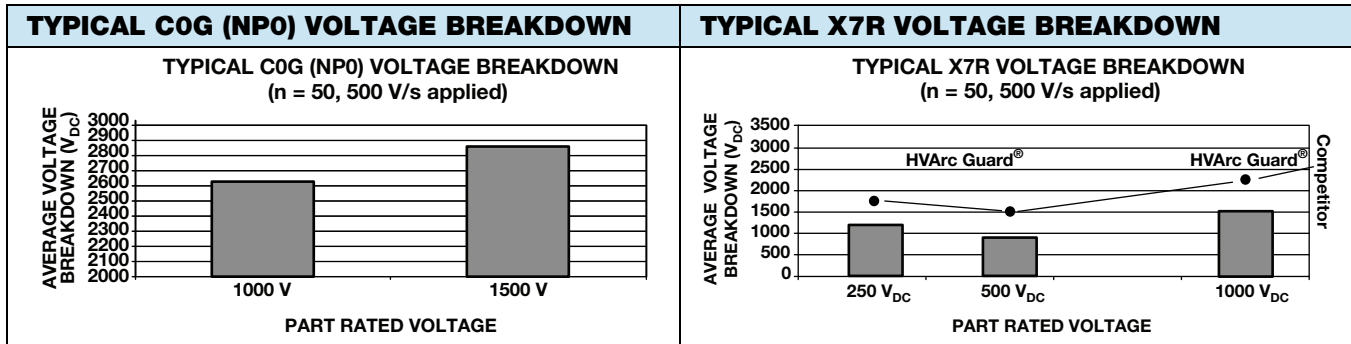 TYPICAL C0G (NP0) VOLTAGE BREAKDOWN
TYPICAL C0G (NP0) VOLTAGE BREAKDOWN
(n = 50, 500 V/s applied)
AVERAGE VOLTAGE
BREAKDOWN (VDC)
3000
2900
2800
2700
2600
2500
2400
2300
2200
2100
2000
1000 V
1500 V
PART RATED VOLTAGE
TYPICAL X7R VOLTAGE BREAKDOWN
TYPICAL X7R VOLTAGE BREAKDOWN
(n = 50, 500 V/s applied)
AVERAGE VOLTAGE
BREAKDOWN (VDC)
3500
3000
2500
2000
1500
1000
500
0
HVArc Guard®
HVArc Guard®
Competitor
250 VDC
500 VDC
1000 VDC
PART RATED VOLTAGE